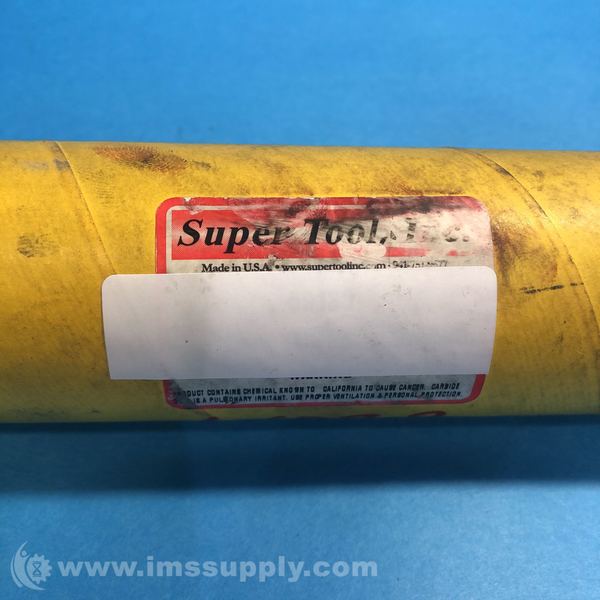 Super Tool, Inc.
Made in U.S.A. • www.supertoolinc.com •
PRODUCT CONTAINS CHEMICAL KNOWN TO CALIFORNIA TO CAUSE CANCER. CARBIDE
IS A PULMONARY IRRITANT. USE PROPER VENTILATION & PERSONAL PROTECTION.
www.imssupply.com